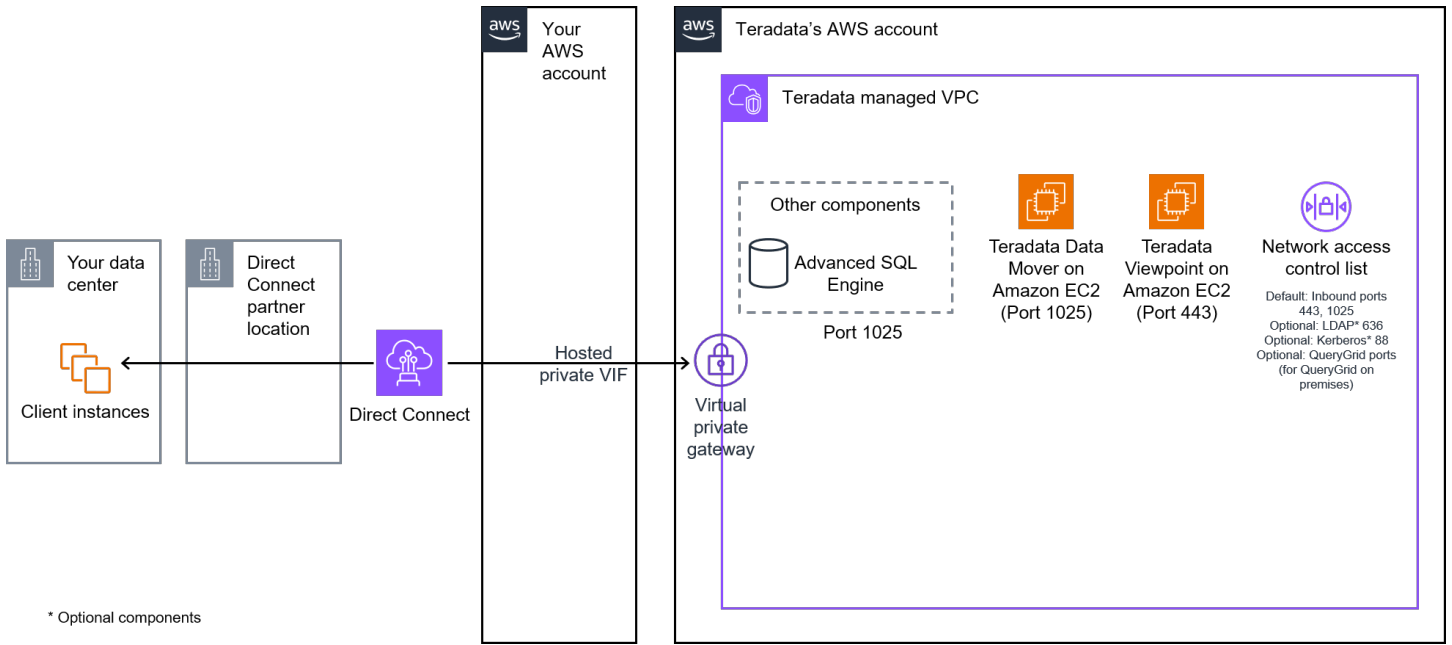 aws
Your
AWS
account
aws
Teradata's AWS account
Teradata managed VPC
Other components
Advanced SQL
Engine
Port 1025
Teradata Data
Mover on
Amazon EC2
(Port 1025)
Teradata
Viewpoint on
Amazon EC2
(Port 443)
Network access
control list
Default: Inbound ports
443, 1025
Optional: LDAP* 636
Optional: Kerberos* 88
Optional: QueryGrid ports
(for QueryGrid on
premises)
Your data
center
Client instances
Direct
Connect
partner
location
Direct Connect
Hosted
private VIF
Virtual
private
gateway
* Optional components